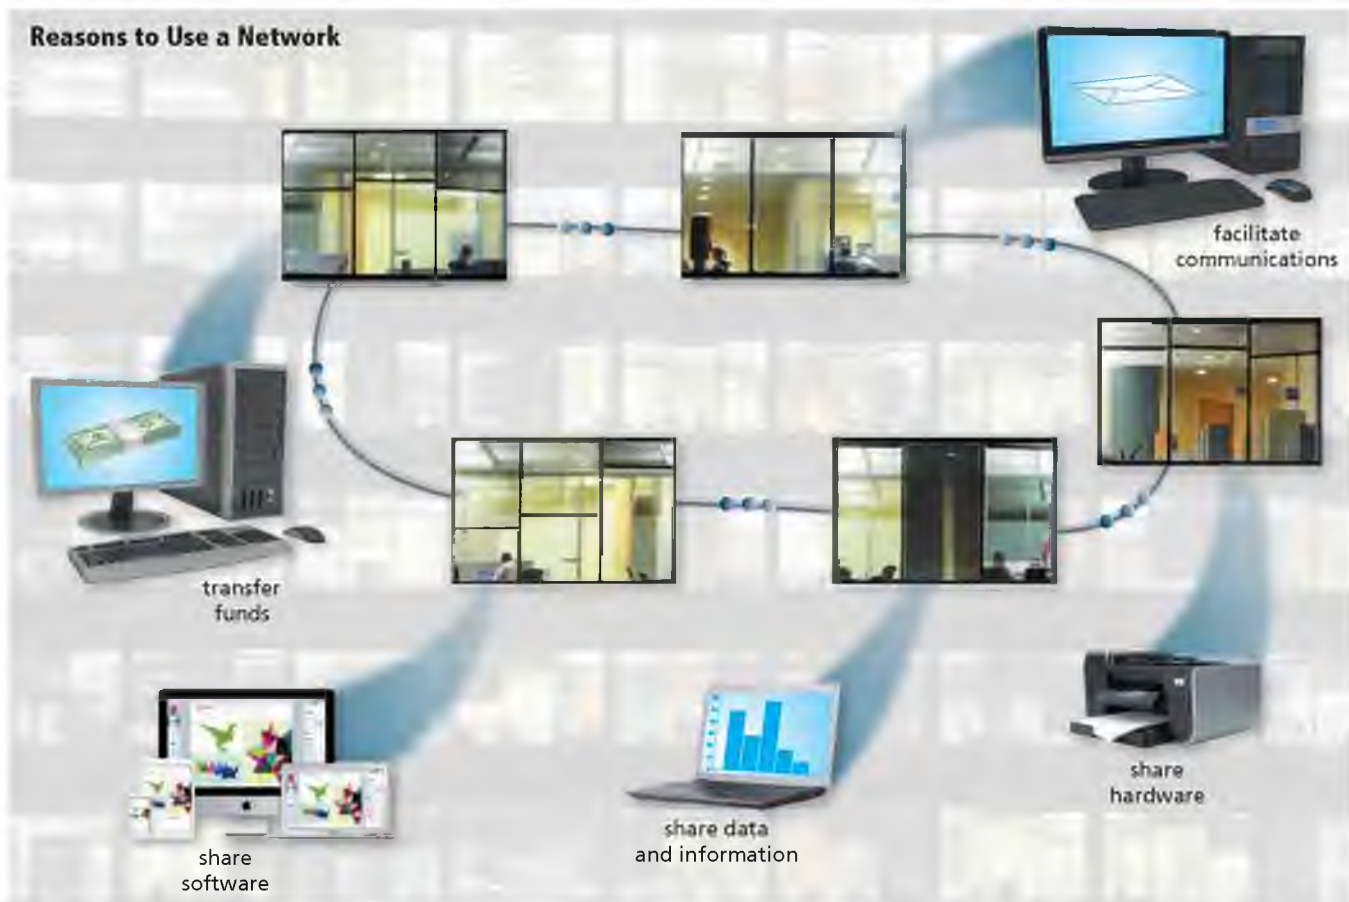 Reasons to Use a Network
facilitate
communications
transfer
funds
share
hardware
share data
and information
share
software